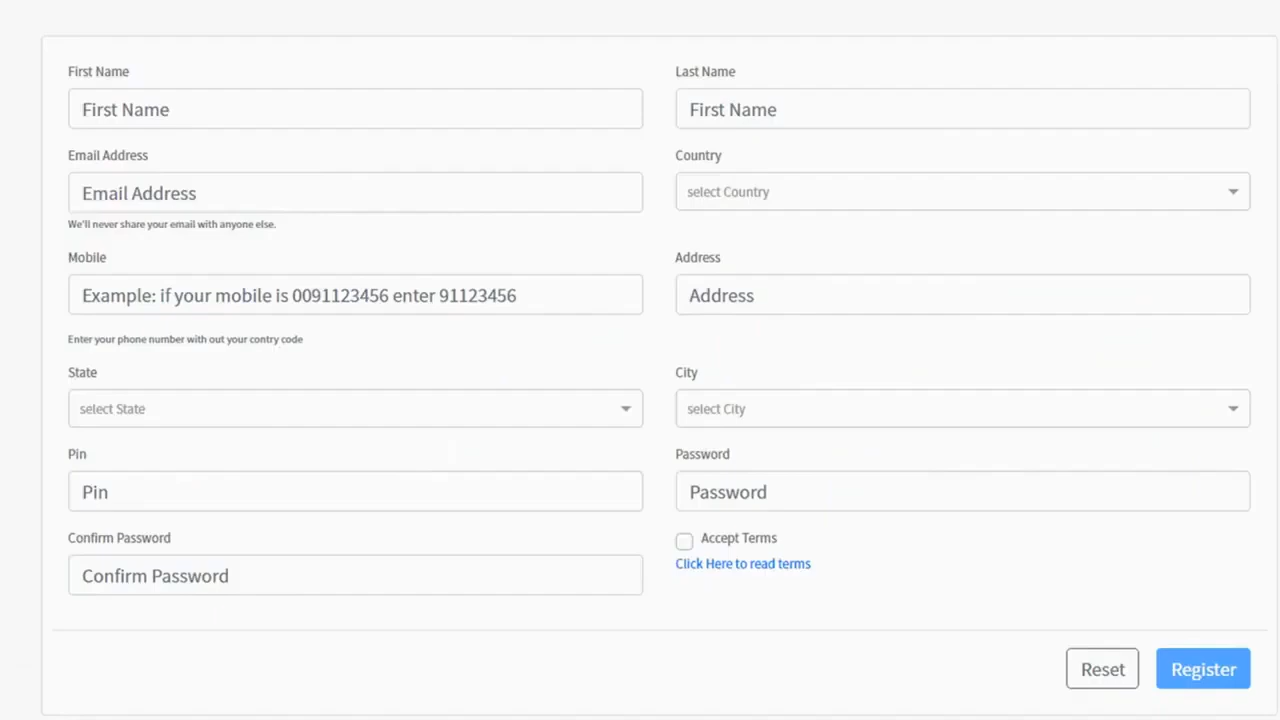 First Name
Last Name
First Name
First Name
Email Address
Country
Email Address
select Country
We'll never share your email with anyone else.
Mobile
Address
Example: if your mobile is 0091123456 enter 91123456
Address
Enter your phone number with out your contry code
State
City
select State
select City
Pin
Password
Pin
Password
Confirm Password
Accept Terms
Click Here to read terms
Confirm Password
Reset
Register